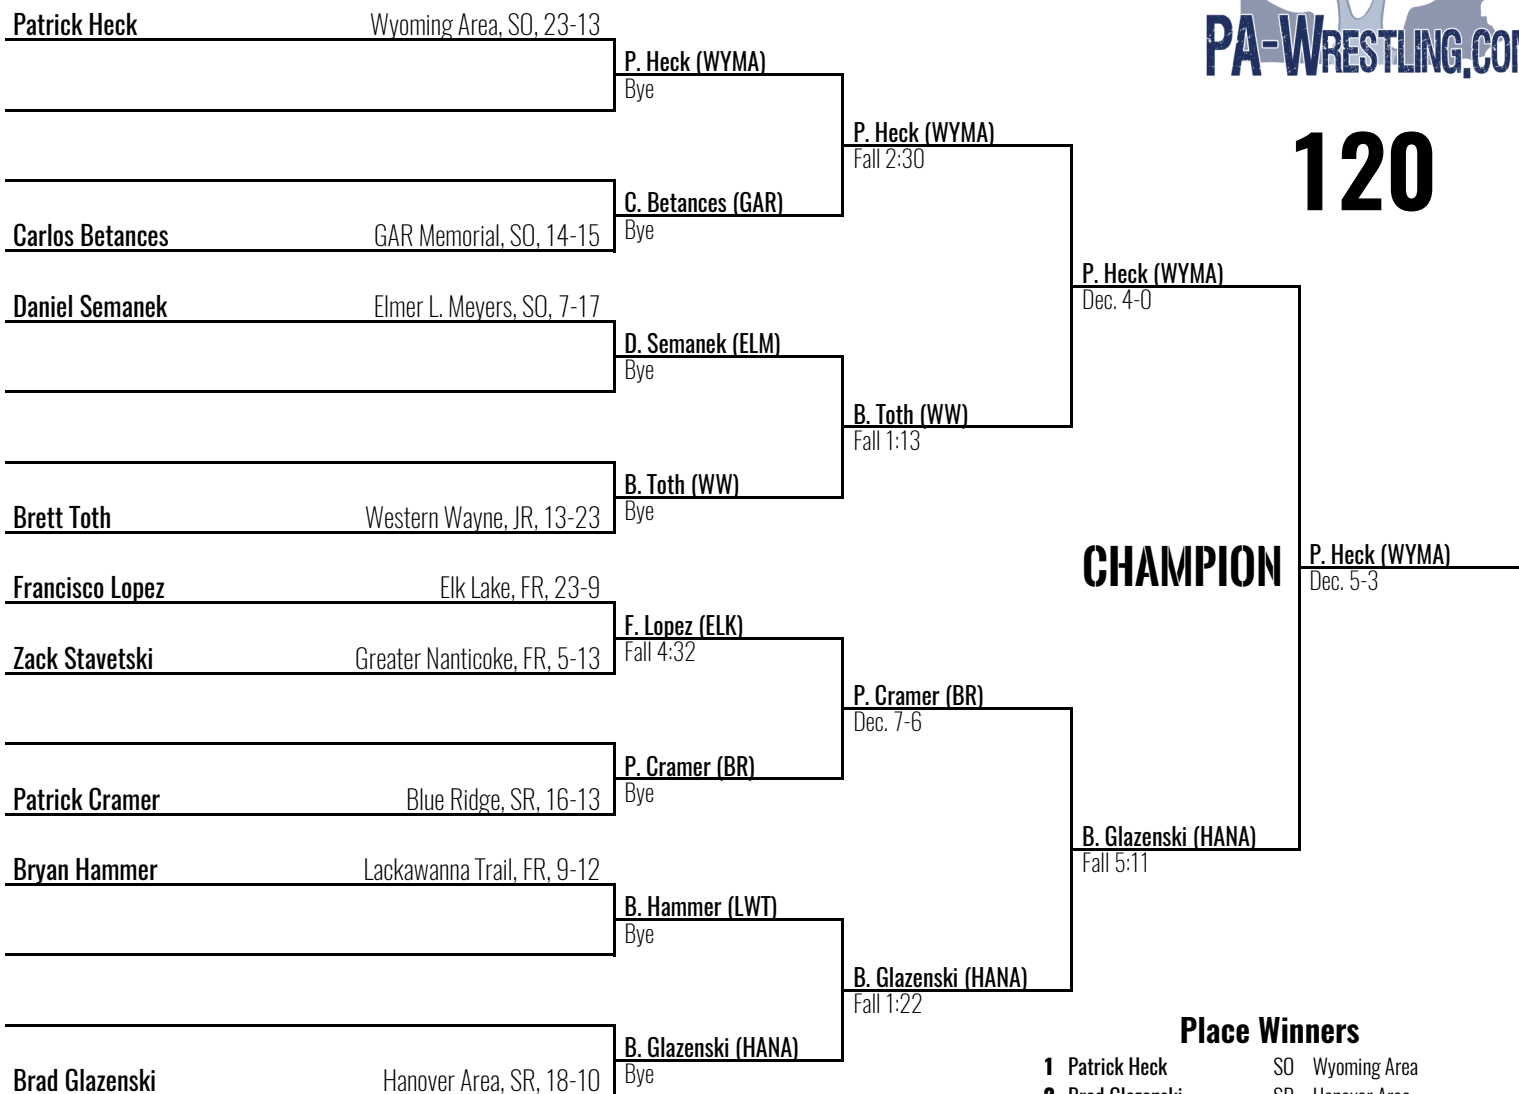 Patrick Heck Wyoming Area, SO, 23-13
P. Heck (WYMA)
Bye
PA-WRESTLING.CO
P. Heck (WYMA)
Fall 2:30
120
C. Betances (GAR)
Bye
Carlos Betances GAR Memorial, SO, 14-15
P. Heck (WYMA)
Dec. 4-0
Daniel Semanek Elmer L. Meyers, SO, 7-17
D. Semanek (ELM)
Bye
B. Toth (WW)
Fall 1:13
B. Toth (WW)
Bye
Brett Toth Western Wayne, JR, 13-23
CHAMPION
P. Heck (WYMA)
Dec. 5-3
Francisco Lopez Elk Lake, FR, 23-9
F. Lopez (ELK)
Fall 4:32
Zack Stavetski Greater Nanticoke, FR, 5-13
P. Cramer (BR)
Dec. 7-6
P. Cramer (BR)
Bye
Patrick Cramer Blue Ridge, SR, 16-13
B. Glazenski (HANA)
Fall 5:11
Bryan Hammer Lackawanna Trail, FR, 9-12
B. Hammer (LWT)
Bye
B. Glazenski (HANA)
Fall 1:22
B. Glazenski (HANA)
Bye
Brad Glazenski Hanover Area, SR, 18-10
Place Winners
1 Patrick Heck SO Wyoming Area
2 Brad Glazenski SR Hanover Area